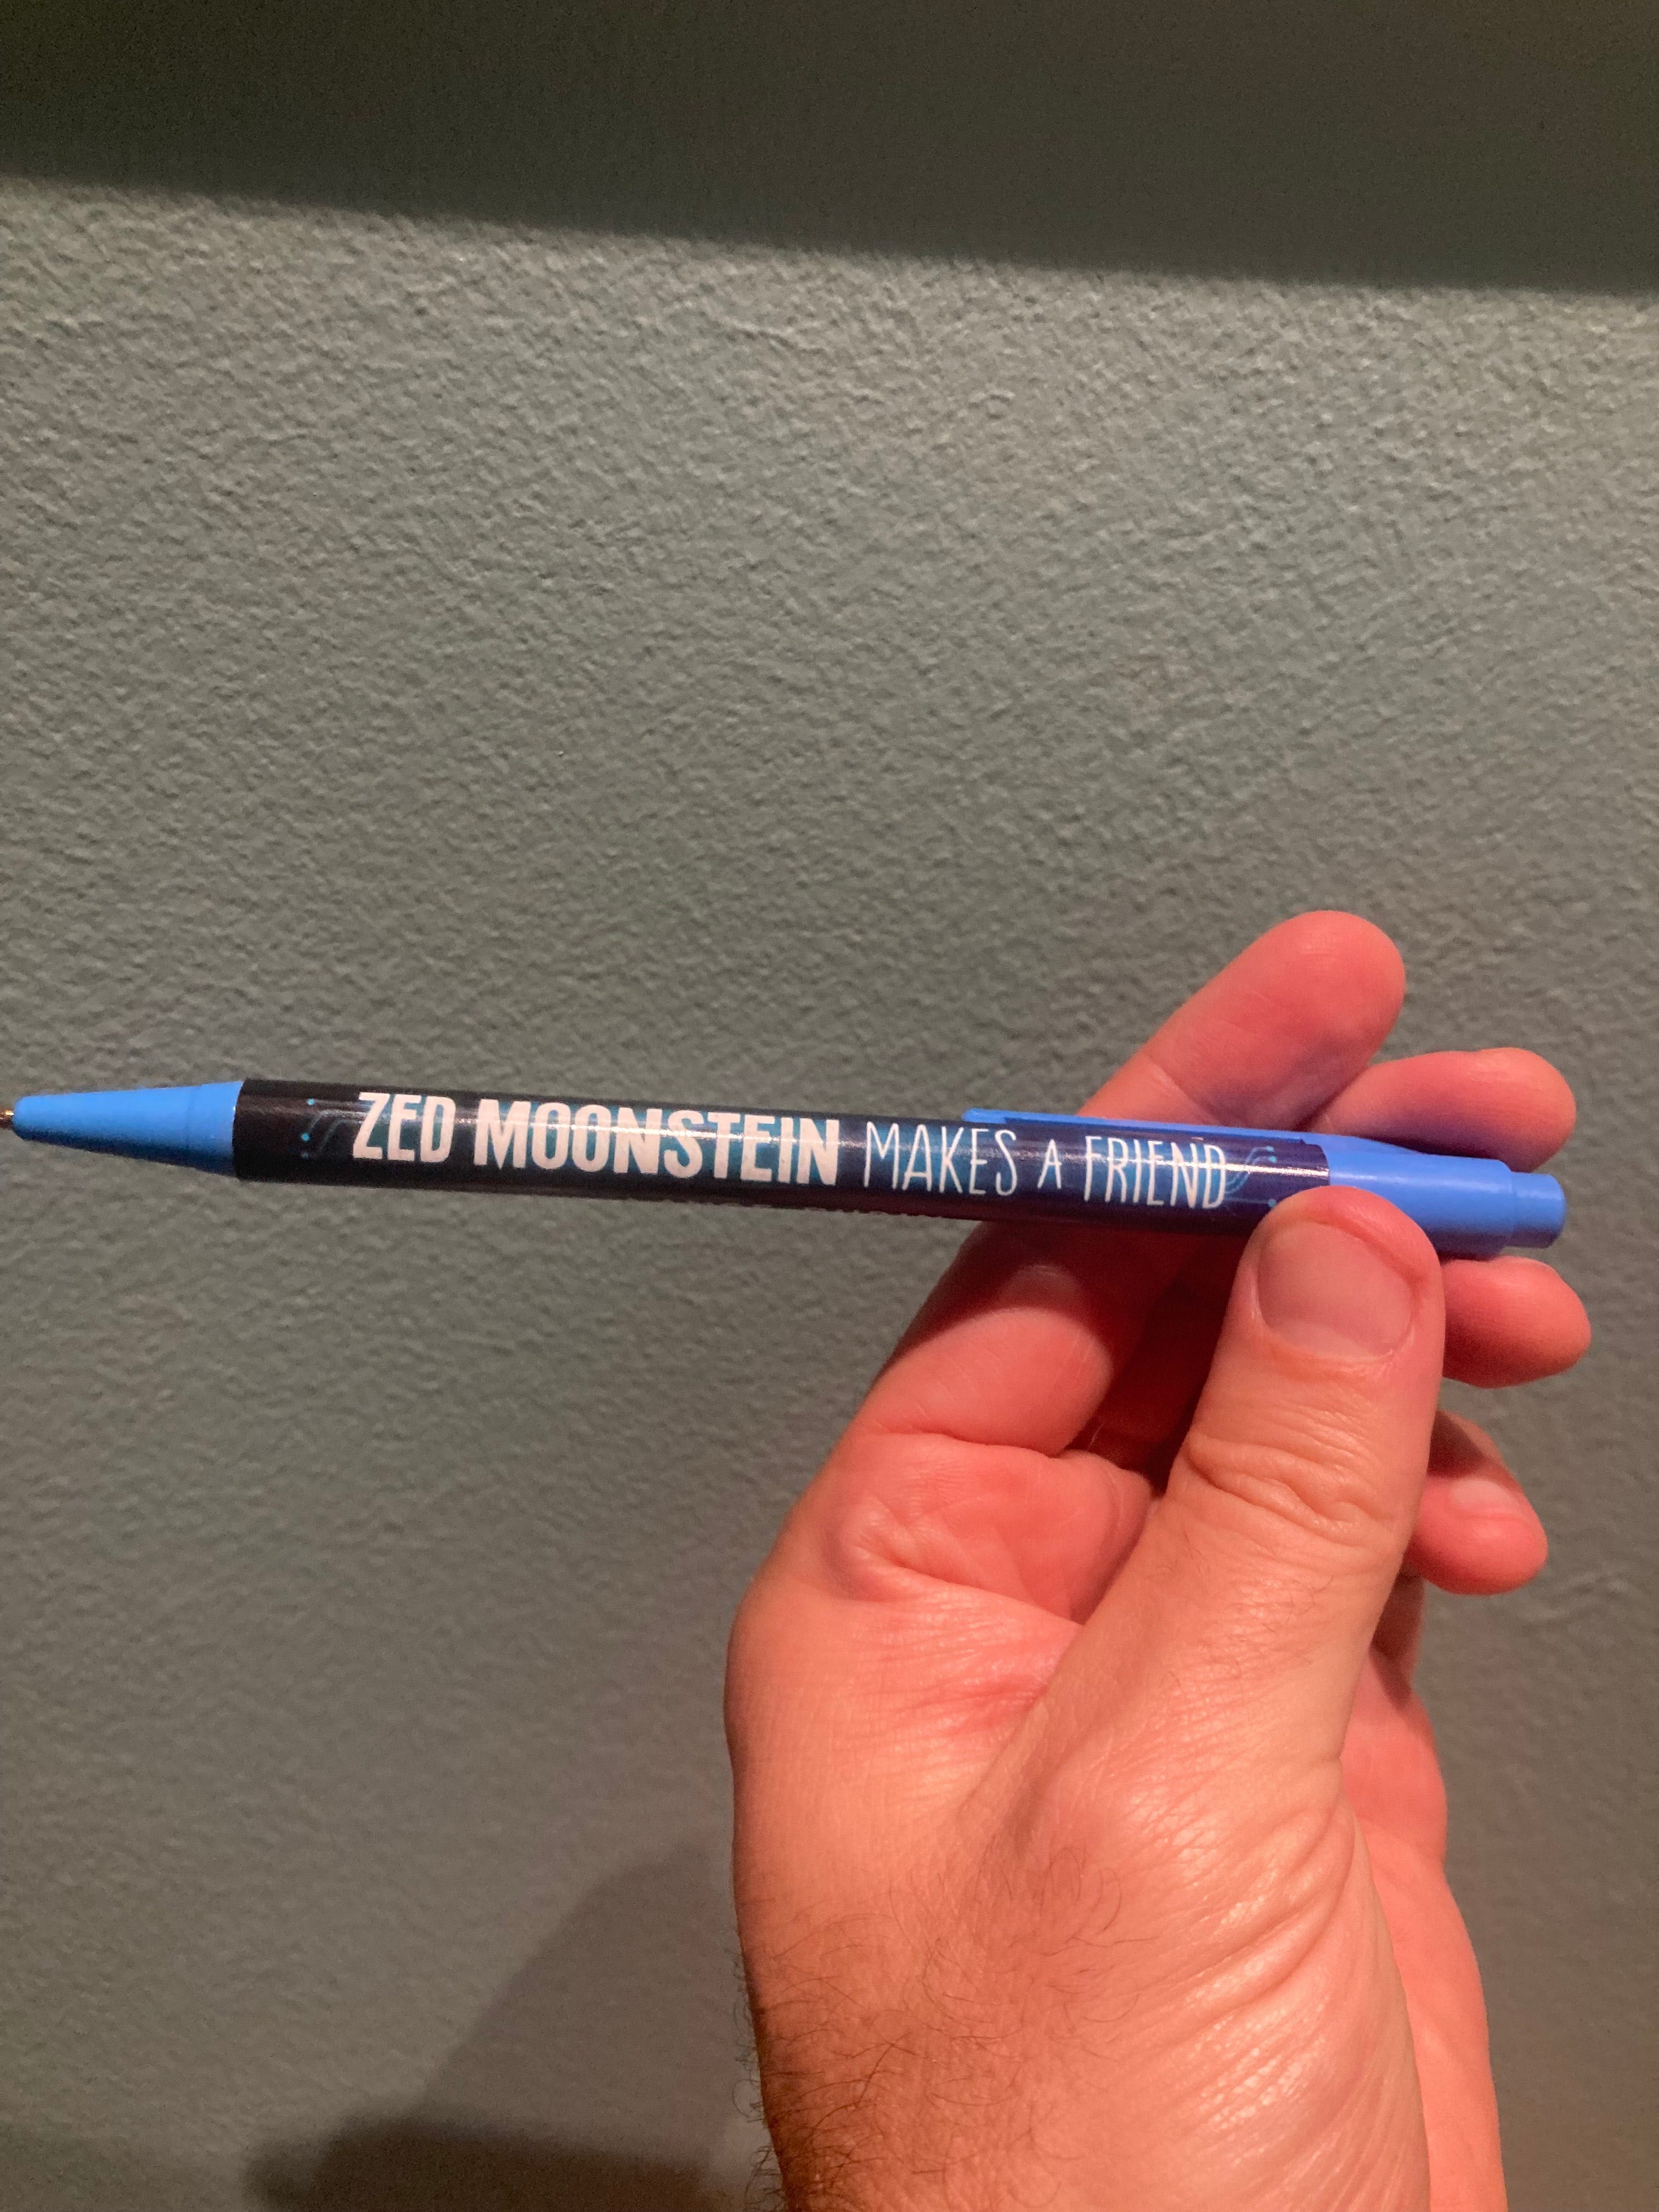 ZED MOONSTEIN MAKES A FRIEND